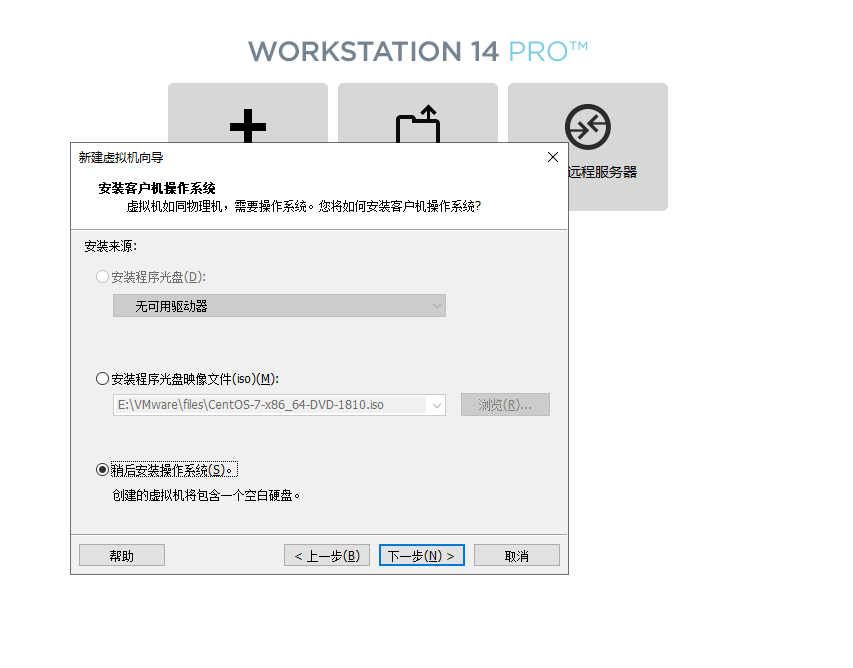 WORKSTATION 14 PRO™
远程服务器
新建虚拟机向导
安装客户机操作系统
虚拟机如同物理机，需要操作系统。您将如何安装客户机操作系统?
安装来源:
安装程序光盘(D):
无可用驱动器
安装程序光盘映像文件(iso)(M):
E:\VMware\files\CentOS-7-x86_64-DVD-1810.iso
浏览(R)...
稍后安装操作系统(S)。
创建的虚拟机将包含一个空白硬盘。
帮助
< 上一步(B)
下一步(N) >
取消